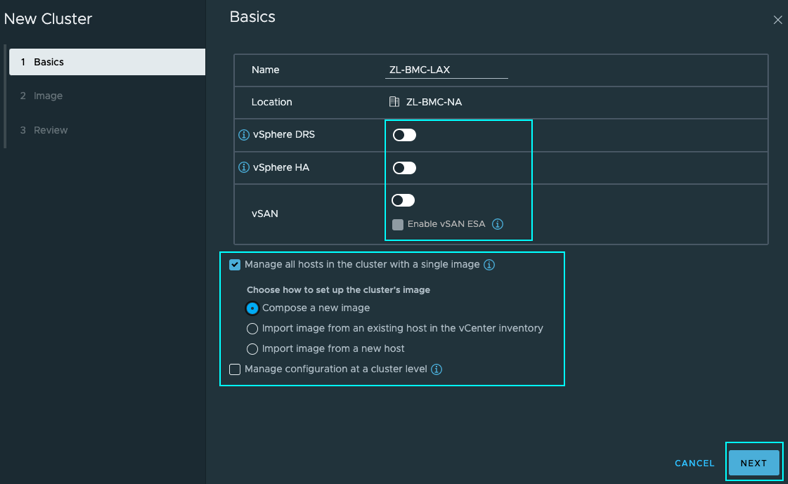 New Cluster
1 Basics
2 Image
3 Review
Basics
Name ZL-BMC-LAX
Location ZL-BMC-NA
vSphere DRS
vSphere HA
vSAN
Enable vSAN ESA
Manage all hosts in the cluster with a single image
Choose how to set up the cluster's image
Compose a new image
Import image from an existing host in the vCenter inventory
Import image from a new host
Manage configuration at a cluster level
CANCEL NEXT